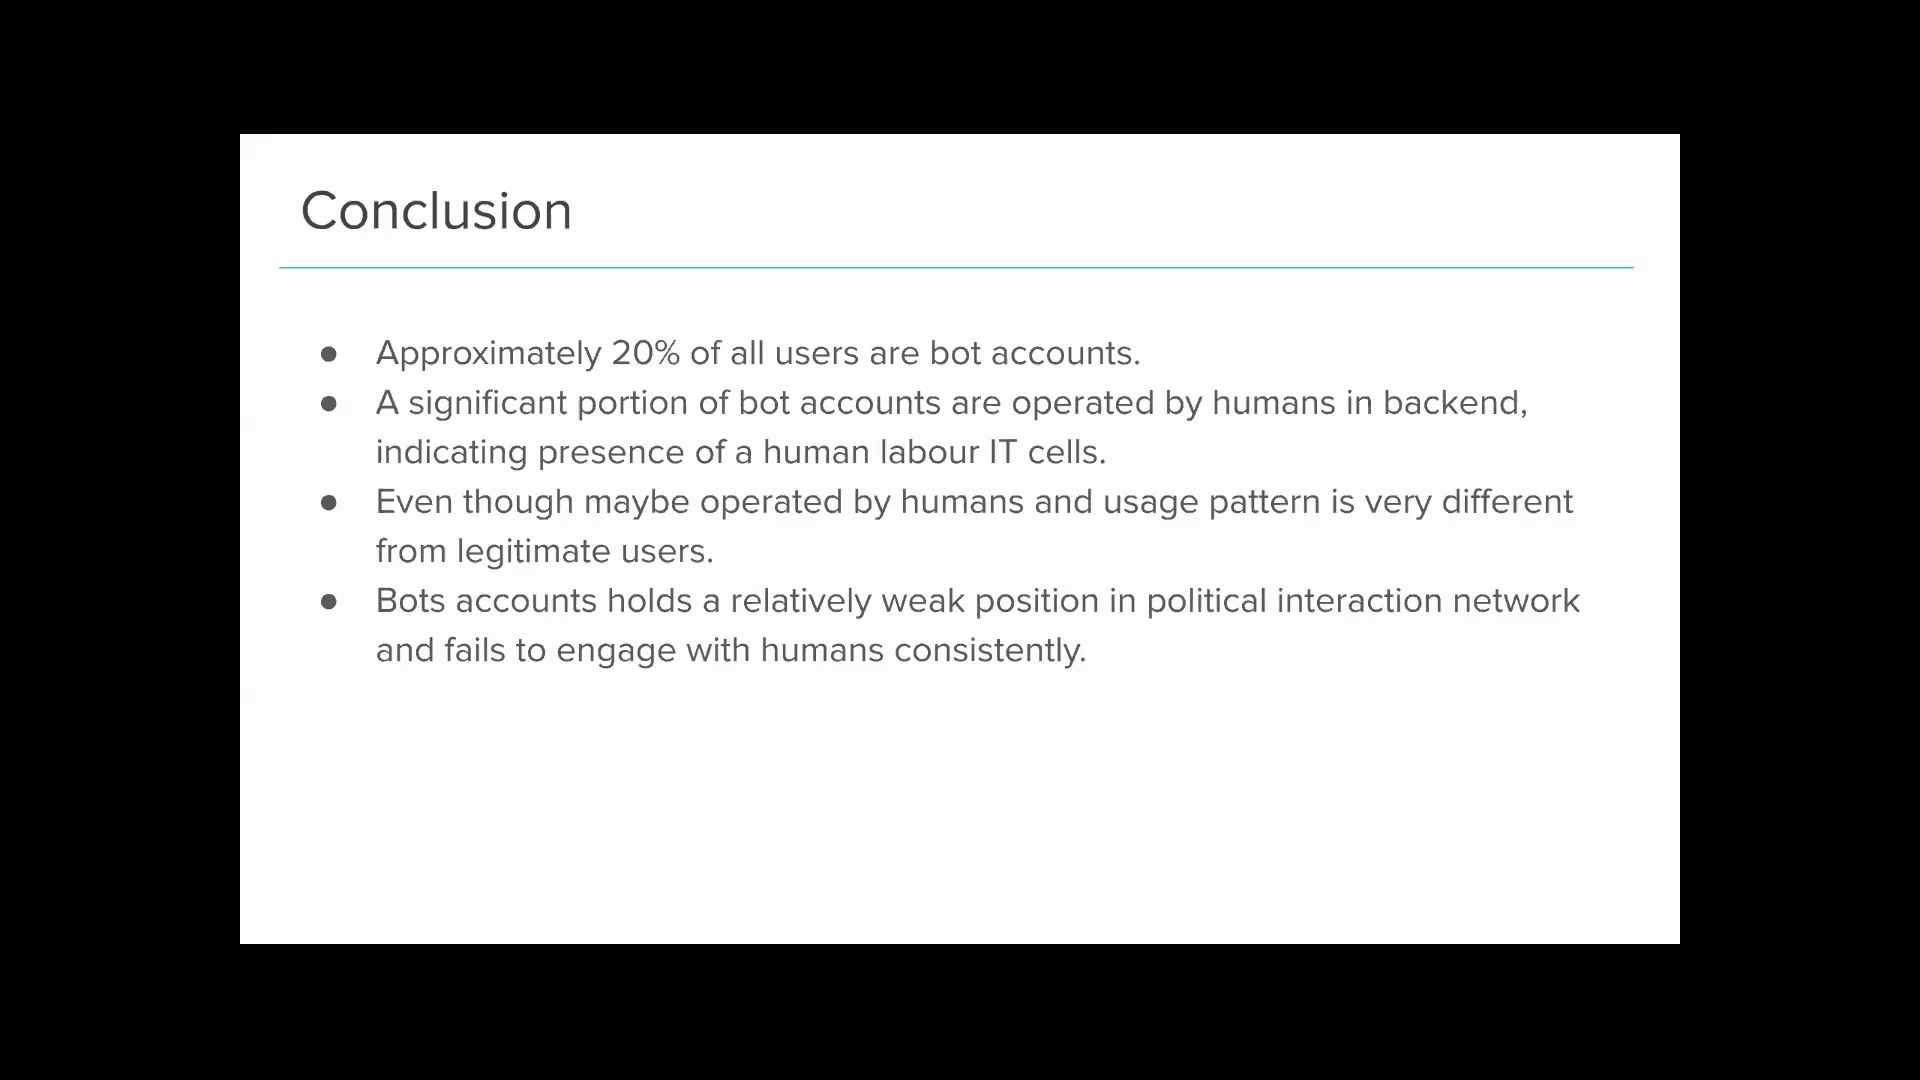 Conclusion
● Approximately 20% of all users are bot accounts.
● A significant portion of bot accounts are operated by humans in backend,
indicating presence of a human labour IT cells.
● Even though maybe operated by humans and usage pattern is very different
from legitimate users.
● Bots accounts holds a relatively weak position in political interaction network
and fails to engage with humans consistently.